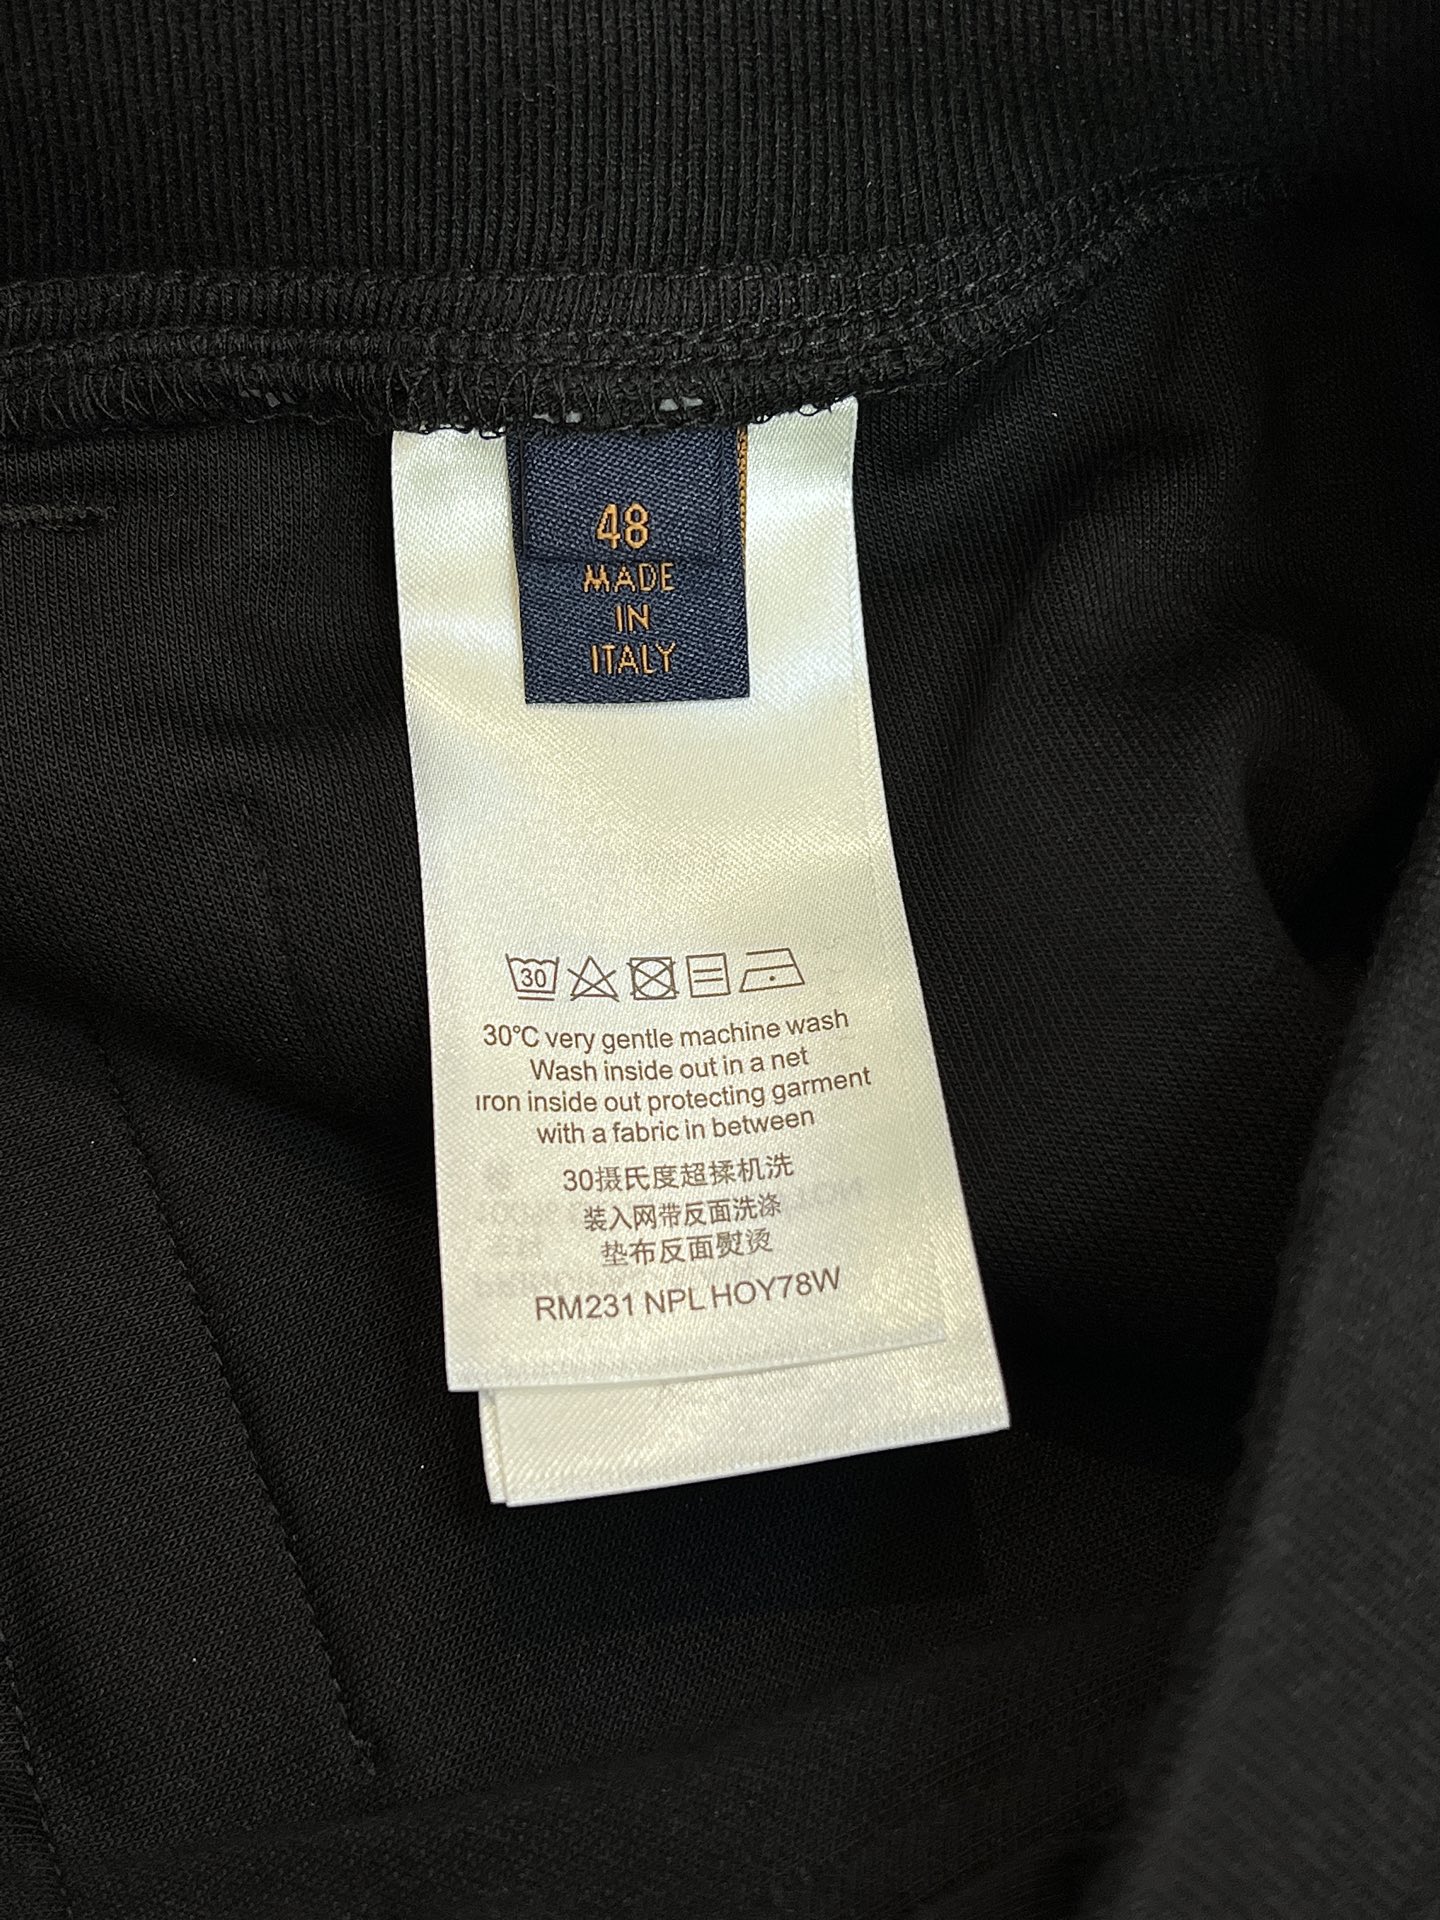 48
MADE
IN
ITALY
30
30°C very gentle machine wash
Wash inside out in a net
Iron inside out protecting garment
with a fabric in between
30摄氏度超揉机洗
装入网带反面洗涤
垫布反面熨烫
RM231 NPL HOY78W